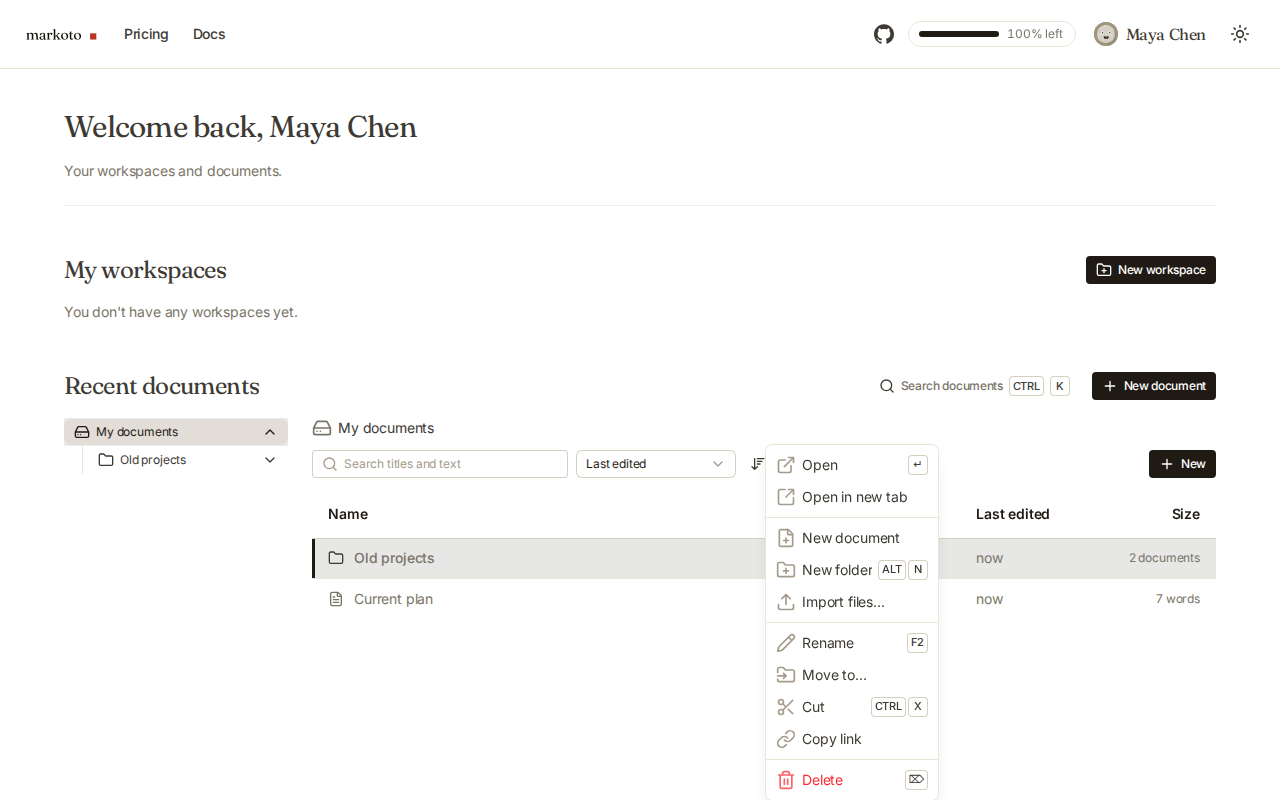 markoto
Pricing
Docs
100% left
Maya Chen
Welcome back, Maya Chen
Your workspaces and documents.
My workspaces
New workspace
You don't have any workspaces yet.
Recent documents
Search documents CTRL K
New document
My documents
Old projects
My documents
Search titles and text
Last edited
New
Name
Last edited
Size
Old projects
now
2 documents
Current plan
now
7 words
Open ↵
Open in new tab
New document
New folder ALT N
Import files...
Rename F2
Move to...
Cut CTRL X
Copy link
Delete ⌦